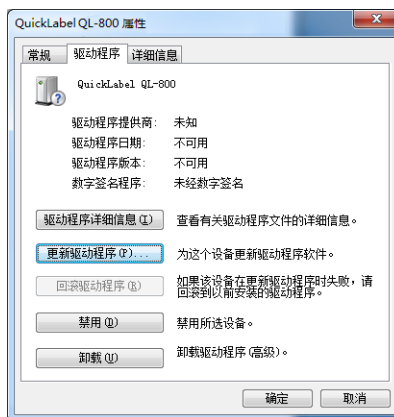 QuickLabel QL-800 属性
常规 驱动程序 详细信息
QuickLabel QL-800
驱动程序提供商: 未知
驱动程序日期: 不可用
驱动程序版本: 不可用
数字签名程序: 未经数字签名
驱动程序详细信息(I) 查看有关驱动程序文件的详细信息。
更新驱动程序(P)... 为这个设备更新驱动程序软件。
回滚驱动程序(R) 如果该设备在更新驱动程序时失败，请
回滚到以前安装的驱动程序。
禁用(D) 禁用所选设备。
卸载(U) 卸载驱动程序(高级)。
确定 取消